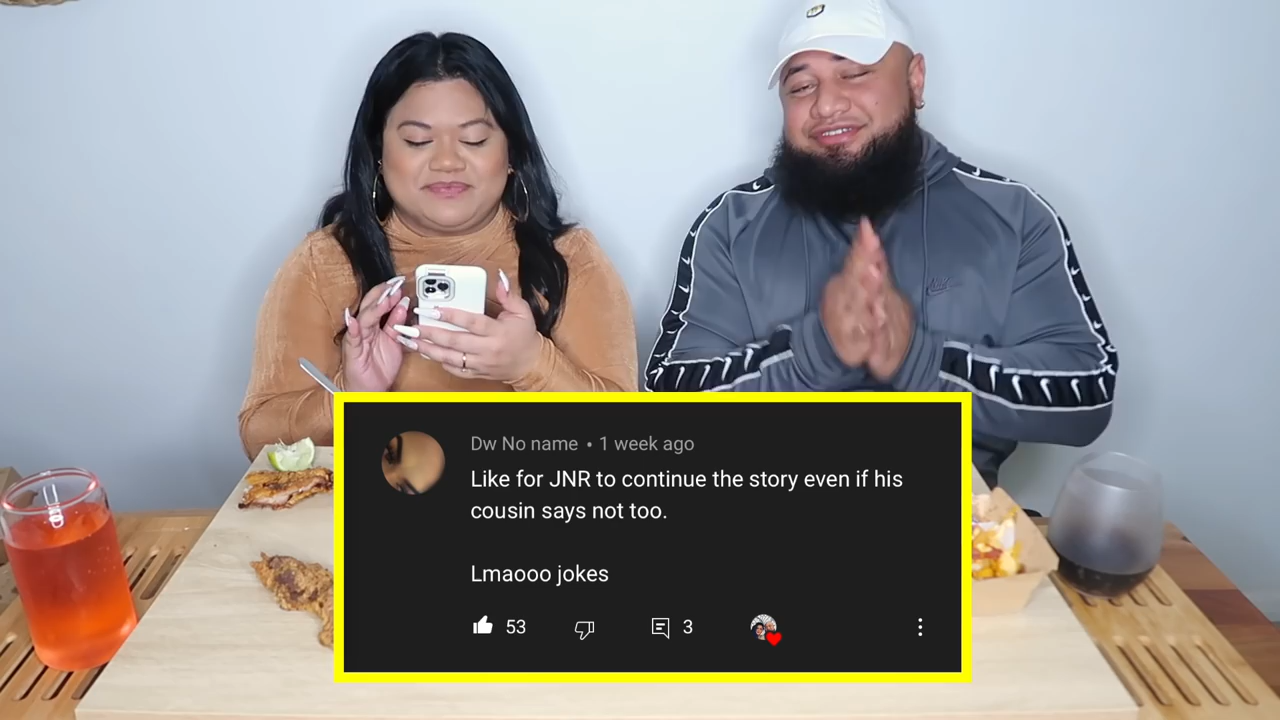 Dw No name • 1 week ago
Like for JNR to continue the story even if his
cousin says not too.
Lmaooo jokes
53
3